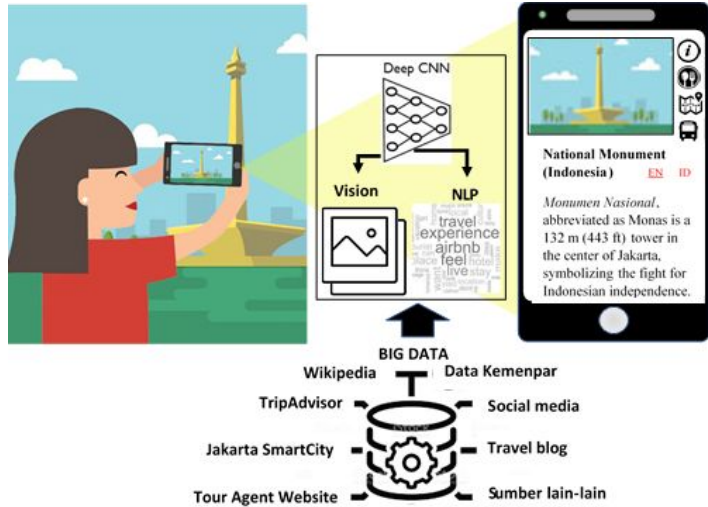 Deep CNN
Vision
NLP
travel
experience
airbnb
feel
live stay
place
hotel
BIG DATA
Wikipedia
Data Kemenpar
TripAdvisor
Social media
Jakarta SmartCity
Travel blog
Tour Agent Website
Sumber lain-lain
i
National Monument
(Indonesia)
EN ID
Monumen Nasional,
abbreviated as Monas is a
132 m (443 ft) tower in
the center of Jakarta,
symbolizing the fight for
Indonesian independence.